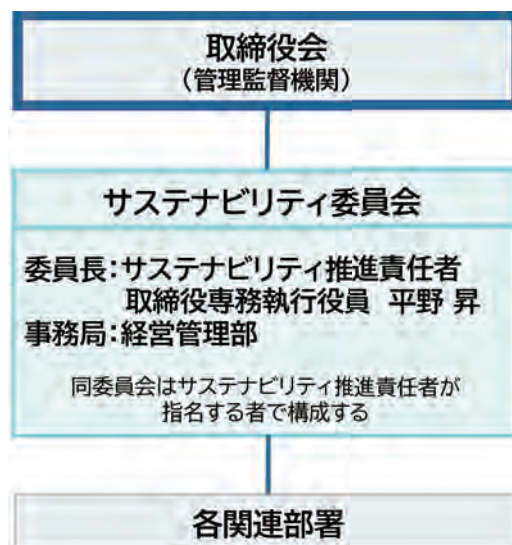 取締役会
（管理監督機関）
サステナビリティ委員会
委員長：サステナビリティ推進責任者
取締役専務執行役員 平野 昇
事務局：経営管理部
同委員会はサステナビリティ推進責任者が
指名する者で構成する
各関連部署